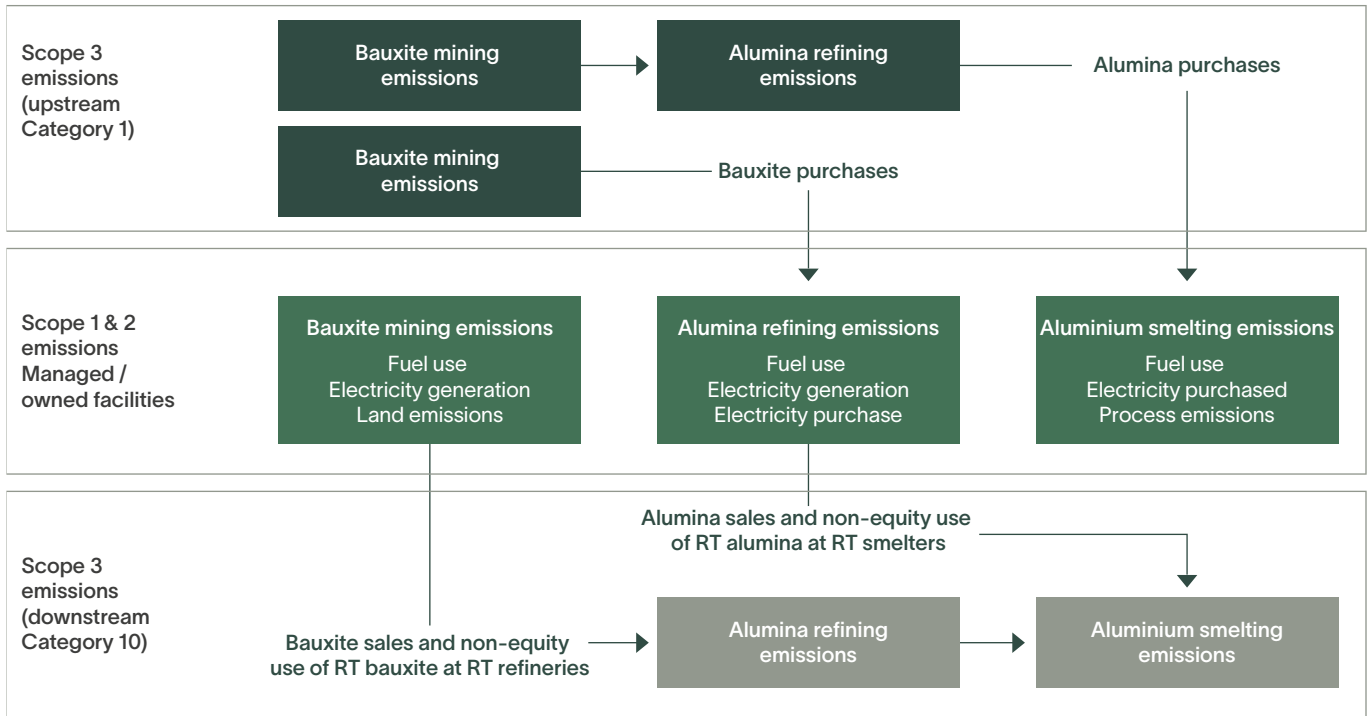 Scope 3
emissions
(upstream
Category 1)
Bauxite mining
emissions
Alumina refining
emissions
Alumina purchases
Bauxite mining
emissions
Bauxite purchases
Scope 1 & 2
emissions
Managed /
owned facilities
Bauxite mining emissions
Fuel use
Electricity generation
Land emissions
Alumina refining emissions
Fuel use
Electricity generation
Electricity purchase
Aluminium smelting emissions
Fuel use
Electricity purchased
Process emissions
Scope 3
emissions
(downstream
Category 10)
Alumina sales and non-equity use
of RT alumina at RT smelters
Bauxite sales and non-equity
use of RT bauxite at RT refineries
Alumina refining
emissions
Aluminium smelting
emissions